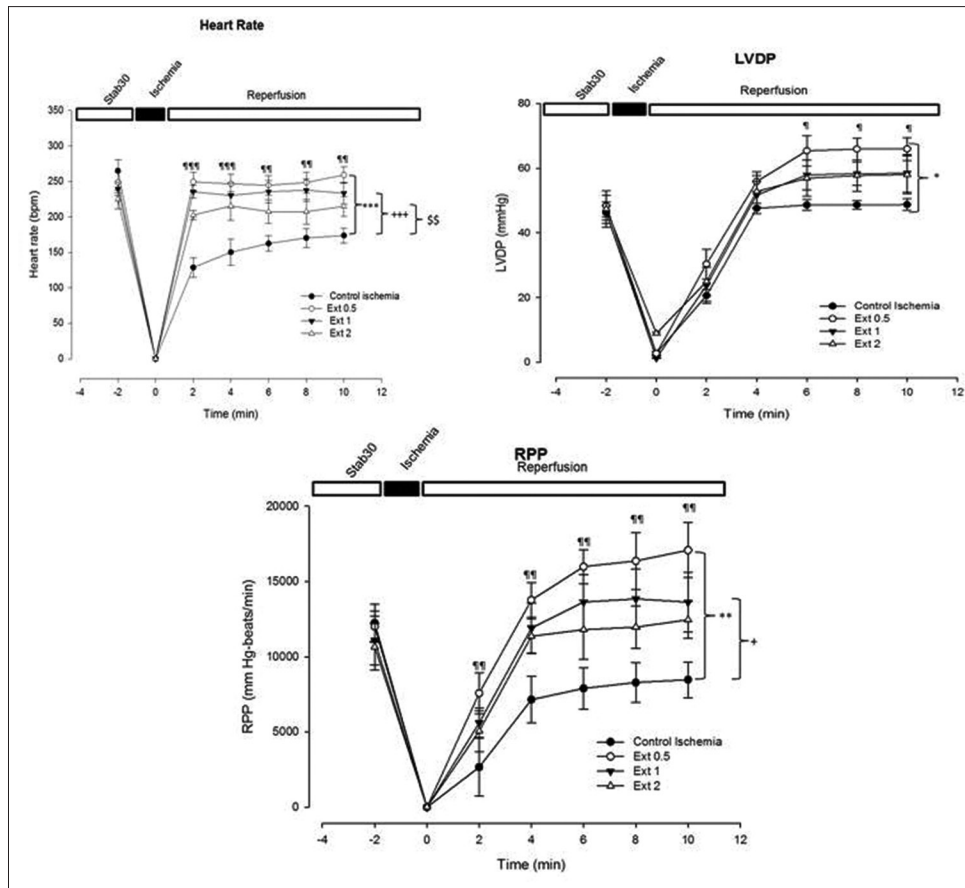 Heart Rate
Stab30
Ischemia
Reperfusion
350
300
250
200
150
100
50
0
Heart rate (bpm)
¶¶¶ ¶¶¶ ¶¶ ¶¶ ¶¶
***
+++
$$
Control ischemia
Ext 0.5
Ext 1
Ext 2
-4 -2 0 2 4 6 8 10 12
Time (min)
LVDP
Stab30
Ischemia
Reperfusion
80
60
40
20
0
LVDP (mmHg)
¶ ¶ ¶
*
Control Ischemia
Ext 0.5
Ext 1
Ext 2
-4 -2 0 2 4 6 8 10 12
Time (min)
RPP
Stab30
Ischemia
Reperfusion
20000
15000
10000
5000
0
RPP (mm Hg-beats/min)
¶¶ ¶¶ ¶¶ ¶¶ ¶¶
**
+
Control Ischemia
Ext 0.5
Ext 1
Ext 2
-4 -2 0 2 4 6 8 10 12
Time (min)